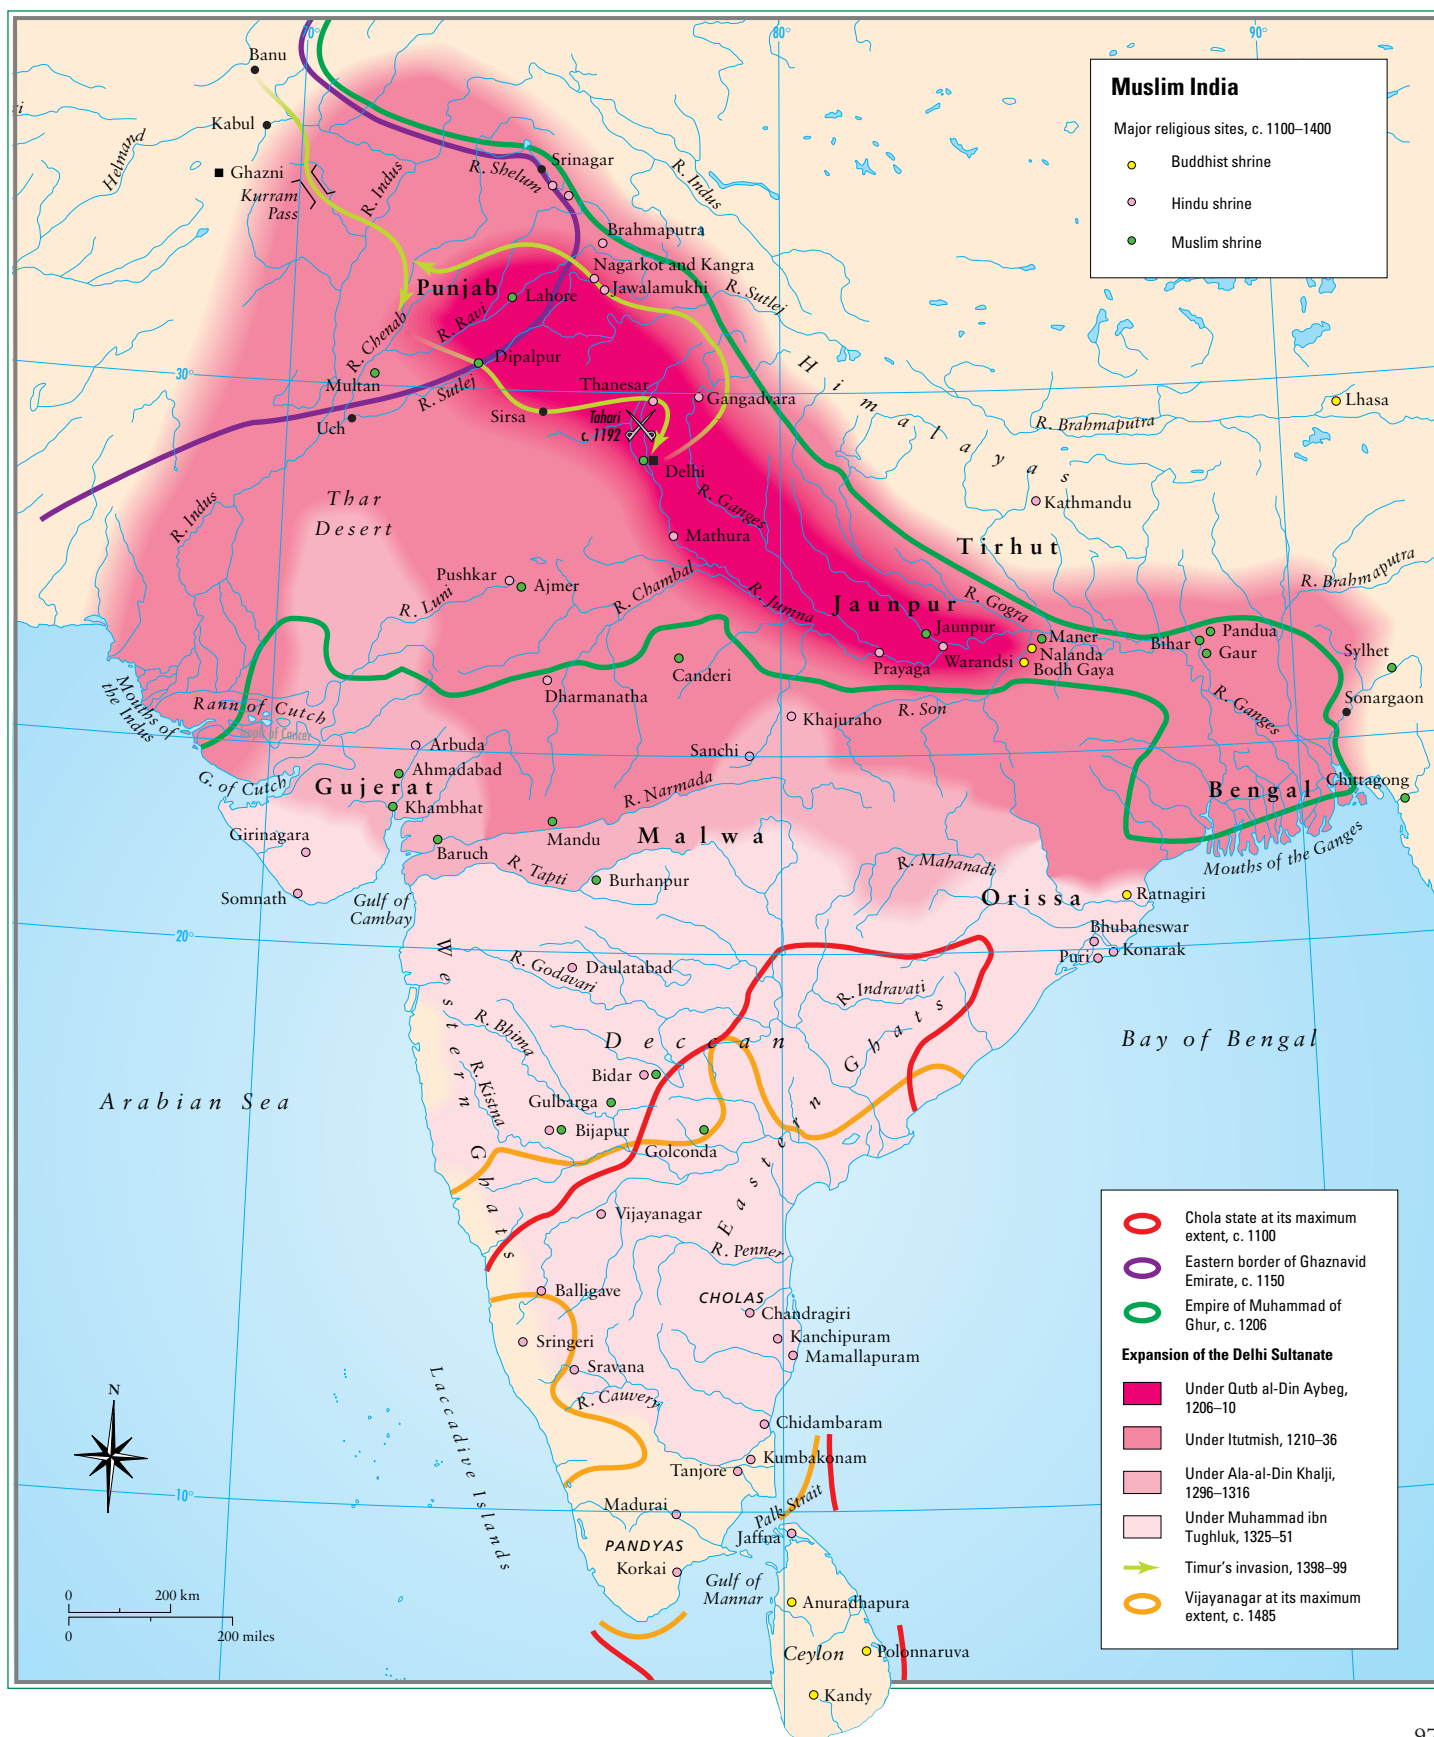 70°
80°
90°
Banu
Kabul
Helmand
Ghazni
Kurram
Pass
R. Indus
R. Shelum
Srinagar
R. Indus
Brahmaputra
Nagarkot and Kangra
Jawalamukhi
R. Sutlej
Punjab
Lahore
R. Ravi
R. Chenab
Dipalpur
30°
Multan
R. Sutlej
Uch
Sirsa
Thanesar
Gangadvara
Tahari
c. 1192
Delhi
Himalayas
R. Brahmaputra
Lhasa
Kathmandu
R. Indus
Thar
Desert
R. Ganges
Mathura
Tirhut
R. Brahmaputra
Pushkar
Ajmer
R. Luni
R. Chambal
R. Jumna
Jaunpur
R. Gogra
Jaunpur
Maner
Nalanda
Bodh Gaya
Warandsi
Prayaga
Bihar
Pandua
Gaur
Sylhet
Sonargaon
R. Ganges
Canderi
Dharmanatha
Mouths of
the Indus
Rann of Cutch
Tropic of Cancer
Khajuraho
R. Son
Arbuda
Sanchi
Ahmadabad
G. of Cutch
Gujerat
Khambhat
R. Narmada
Bengal
Chittagong
Girinagara
Baruch
Mandu
Malwa
Mouths of the Ganges
R. Tapti
Burhanpur
R. Mahanadi
Somnath
Gulf of
Cambay
Orissa
Ratnagiri
Bhubaneswar
Puri
Konarak
20°
Western Ghats
R. Godavari
Daulatabad
R. Indravati
R. Bhima
Deccan
Eastern Ghats
Bay of Bengal
R. Kistna
Bidar
Gulbarga
Bijapur
Golconda
Arabian Sea
Vijayanagar
R. Penner
Balligave
CHOLAS
Chandragiri
Sringeri
Kanchipuram
Mamallapuram
Sravana
R. Cauvery
Laccadive Islands
Chidambaram
Kumbakonam
Tanjore
10°
Madurai
Palk Strait
Jaffna
PANDYAS
Korkai
Gulf of
Mannar
Anuradhapura
Ceylon
Polonnaruva
Kandy
N
0 200 km
0 200 miles
Muslim India
Major religious sites, c. 1100–1400
Buddhist shrine
Hindu shrine
Muslim shrine
Chola state at its maximum
extent, c. 1100
Eastern border of Ghaznavid
Emirate, c. 1150
Empire of Muhammad of
Ghur, c. 1206
Expansion of the Delhi Sultanate
Under Qutb al-Din Aybeg,
1206–10
Under Itutmish, 1210–36
Under Ala-al-Din Khalji,
1296–1316
Under Muhammad ibn
Tughluk, 1325–51
Timur's invasion, 1398–99
Vijayanagar at its maximum
extent, c. 1485